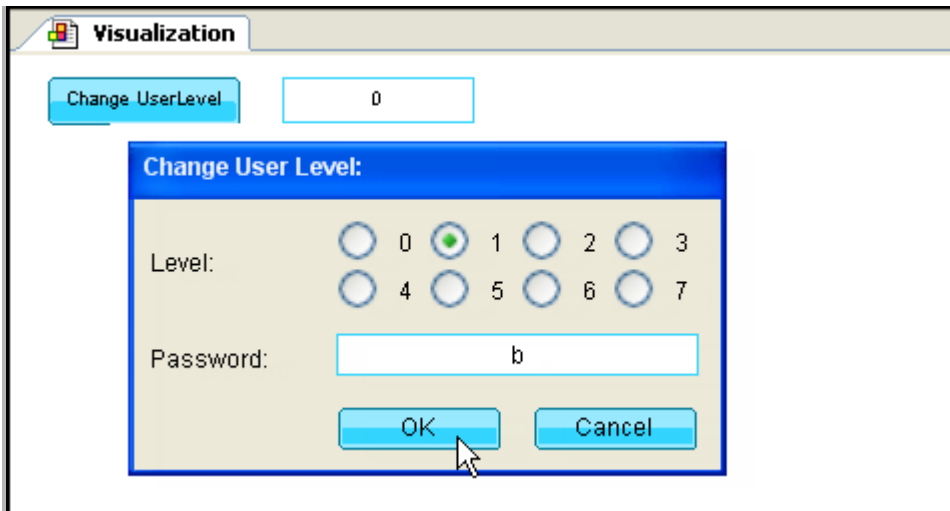 Visualization
Change UserLevel 0
Change User Level:
Level: 0 1 2 3
4 5 6 7
Password: b
OK Cancel